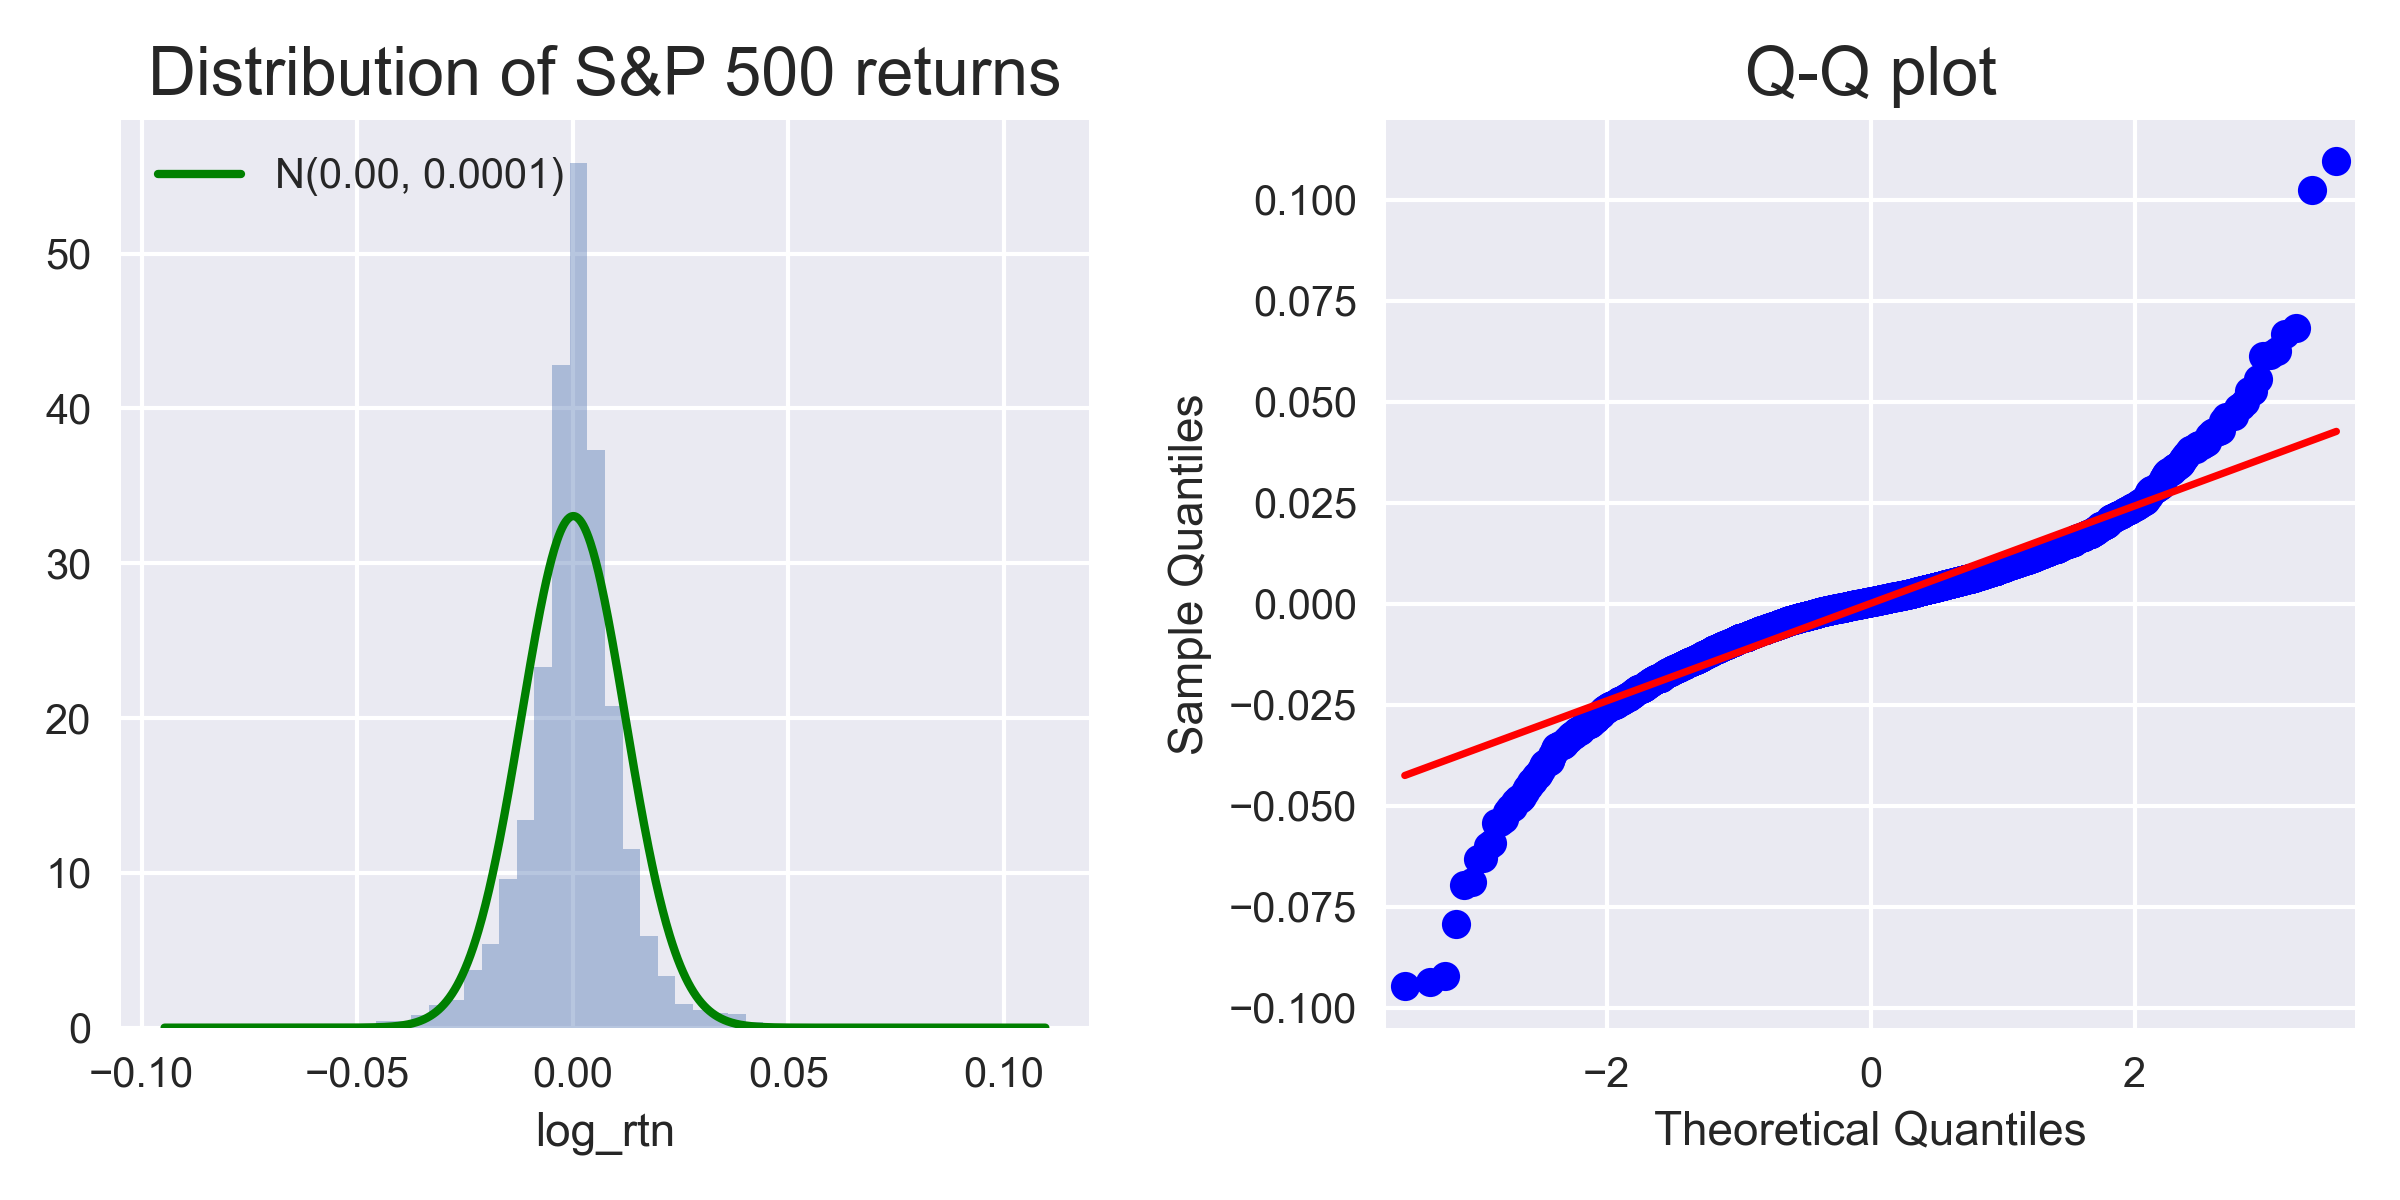 Distribution of S&P 500 returns
N(0.00, 0.0001)
50
40
30
20
10
0
−0.10 −0.05 0.00 0.05 0.10
log_rtn
Q-Q plot
Sample Quantiles
0.100
0.075
0.050
0.025
0.000
−0.025
−0.050
−0.075
−0.100
−2 0 2
Theoretical Quantiles